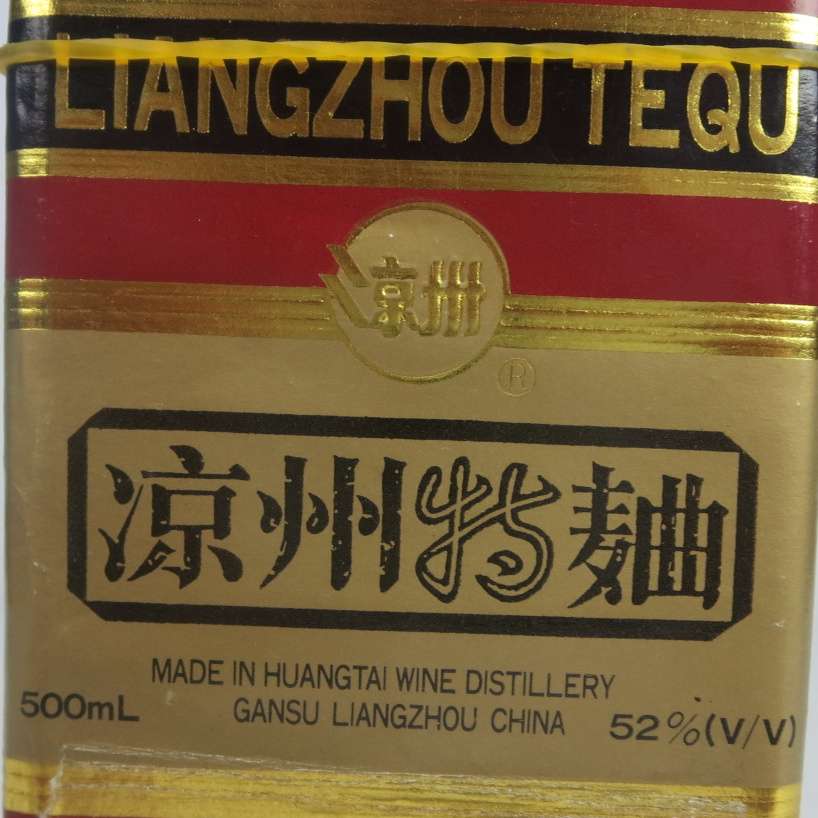 LIANGZHOU TEQU
凉州
®
凉州特麯
MADE IN HUANGTAI WINE DISTILLERY
500mL GANSU LIANGZHOU CHINA 52%(V/V)